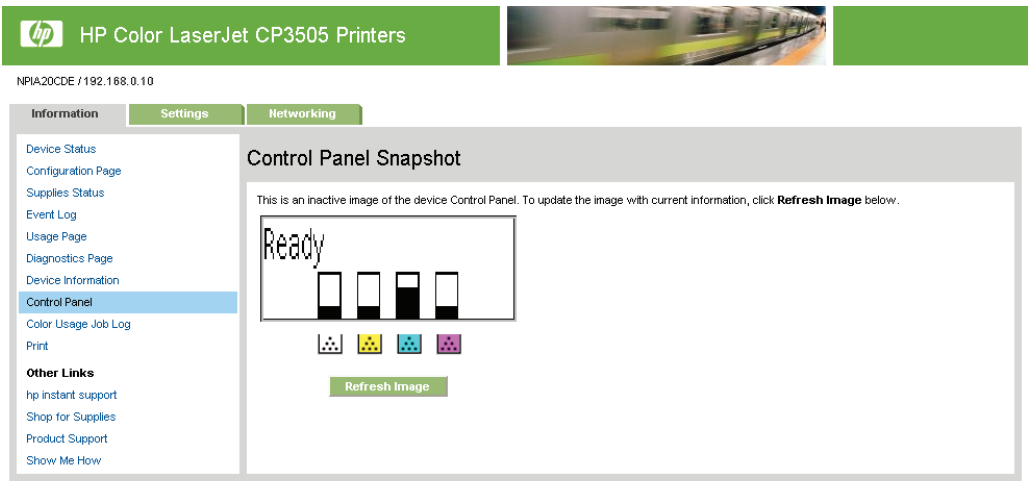 hp HP Color LaserJet CP3505 Printers
NPIA20CDE / 192.168.0.10
Information Settings Networking
Device Status
Configuration Page
Supplies Status
Event Log
Usage Page
Diagnostics Page
Device Information
Control Panel
Color Usage Job Log
Print
Other Links
hp instant support
Shop for Supplies
Product Support
Show Me How
Control Panel Snapshot
This is an inactive image of the device Control Panel. To update the image with current information, click Refresh Image below.
Ready
Refresh Image